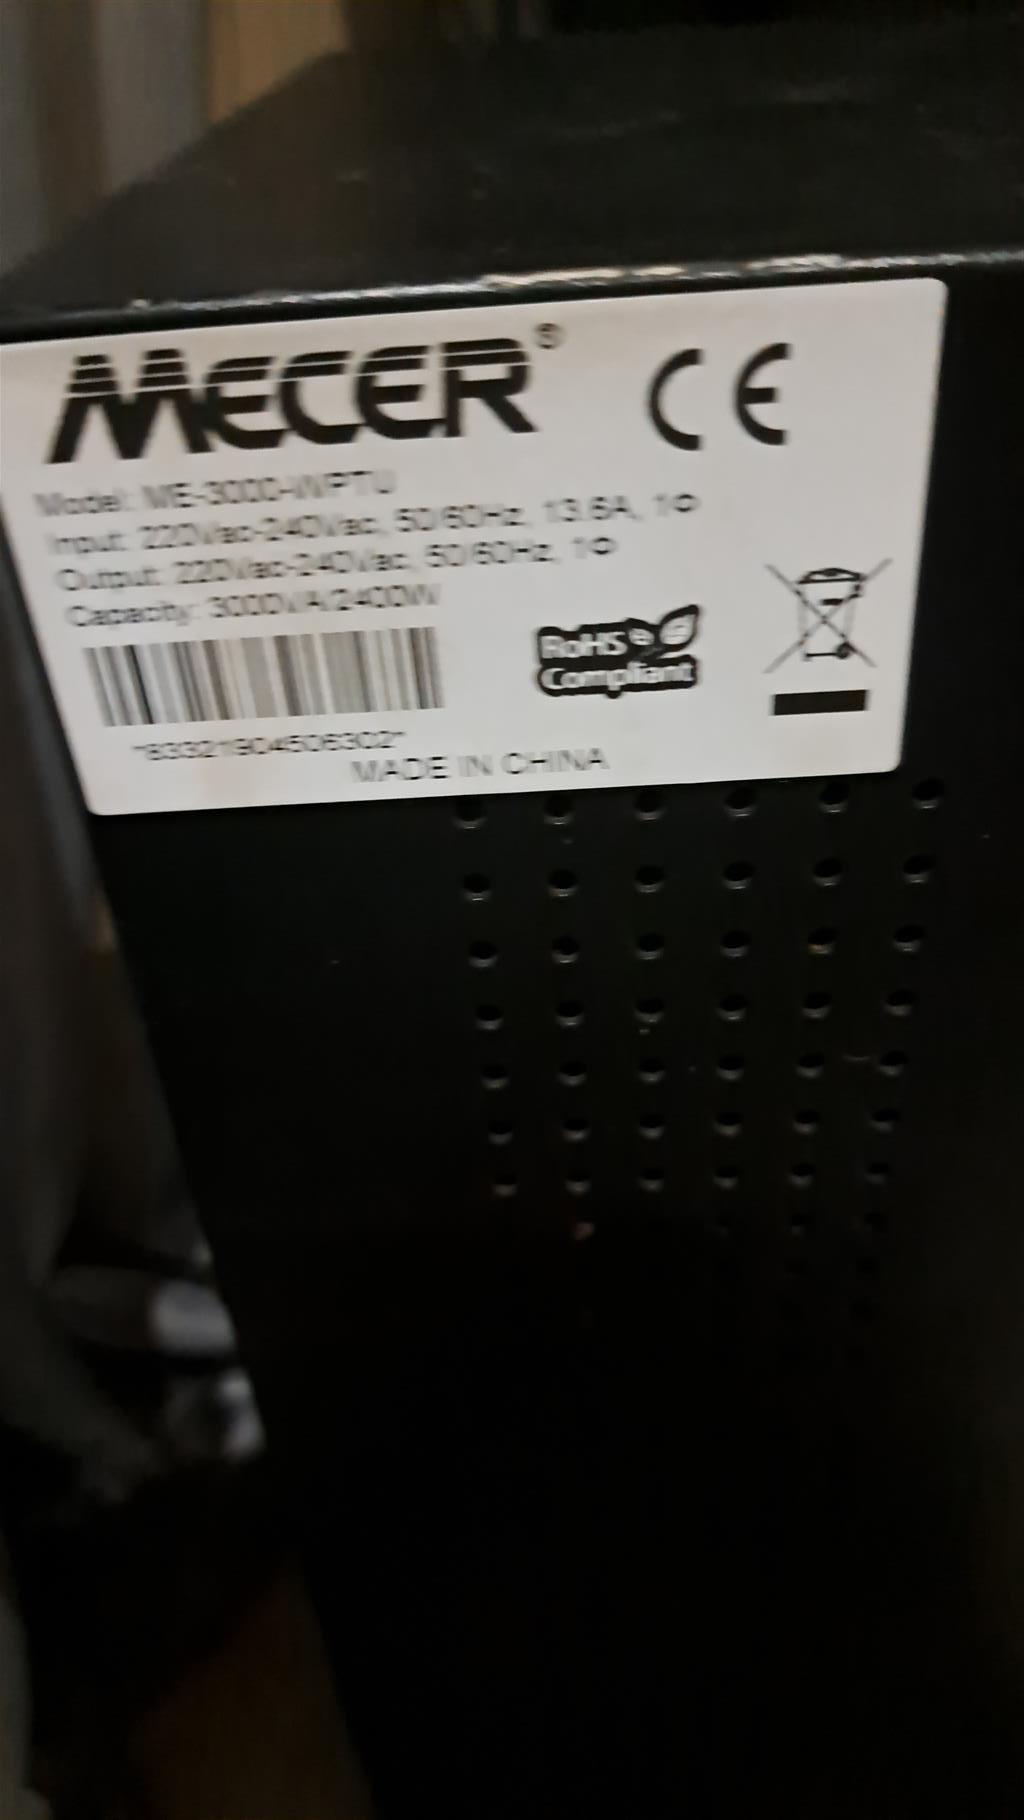 MECER® CE
Model: ME-3000-WPTU
Input: 220Vac-240Vac, 50/60Hz, 13.6A, 1Φ
Output: 220Vac-240Vac, 50/60Hz, 1Φ
Capacity: 3000VA/2400W
RoHS
Compliant
*83321904506302*
MADE IN CHINA